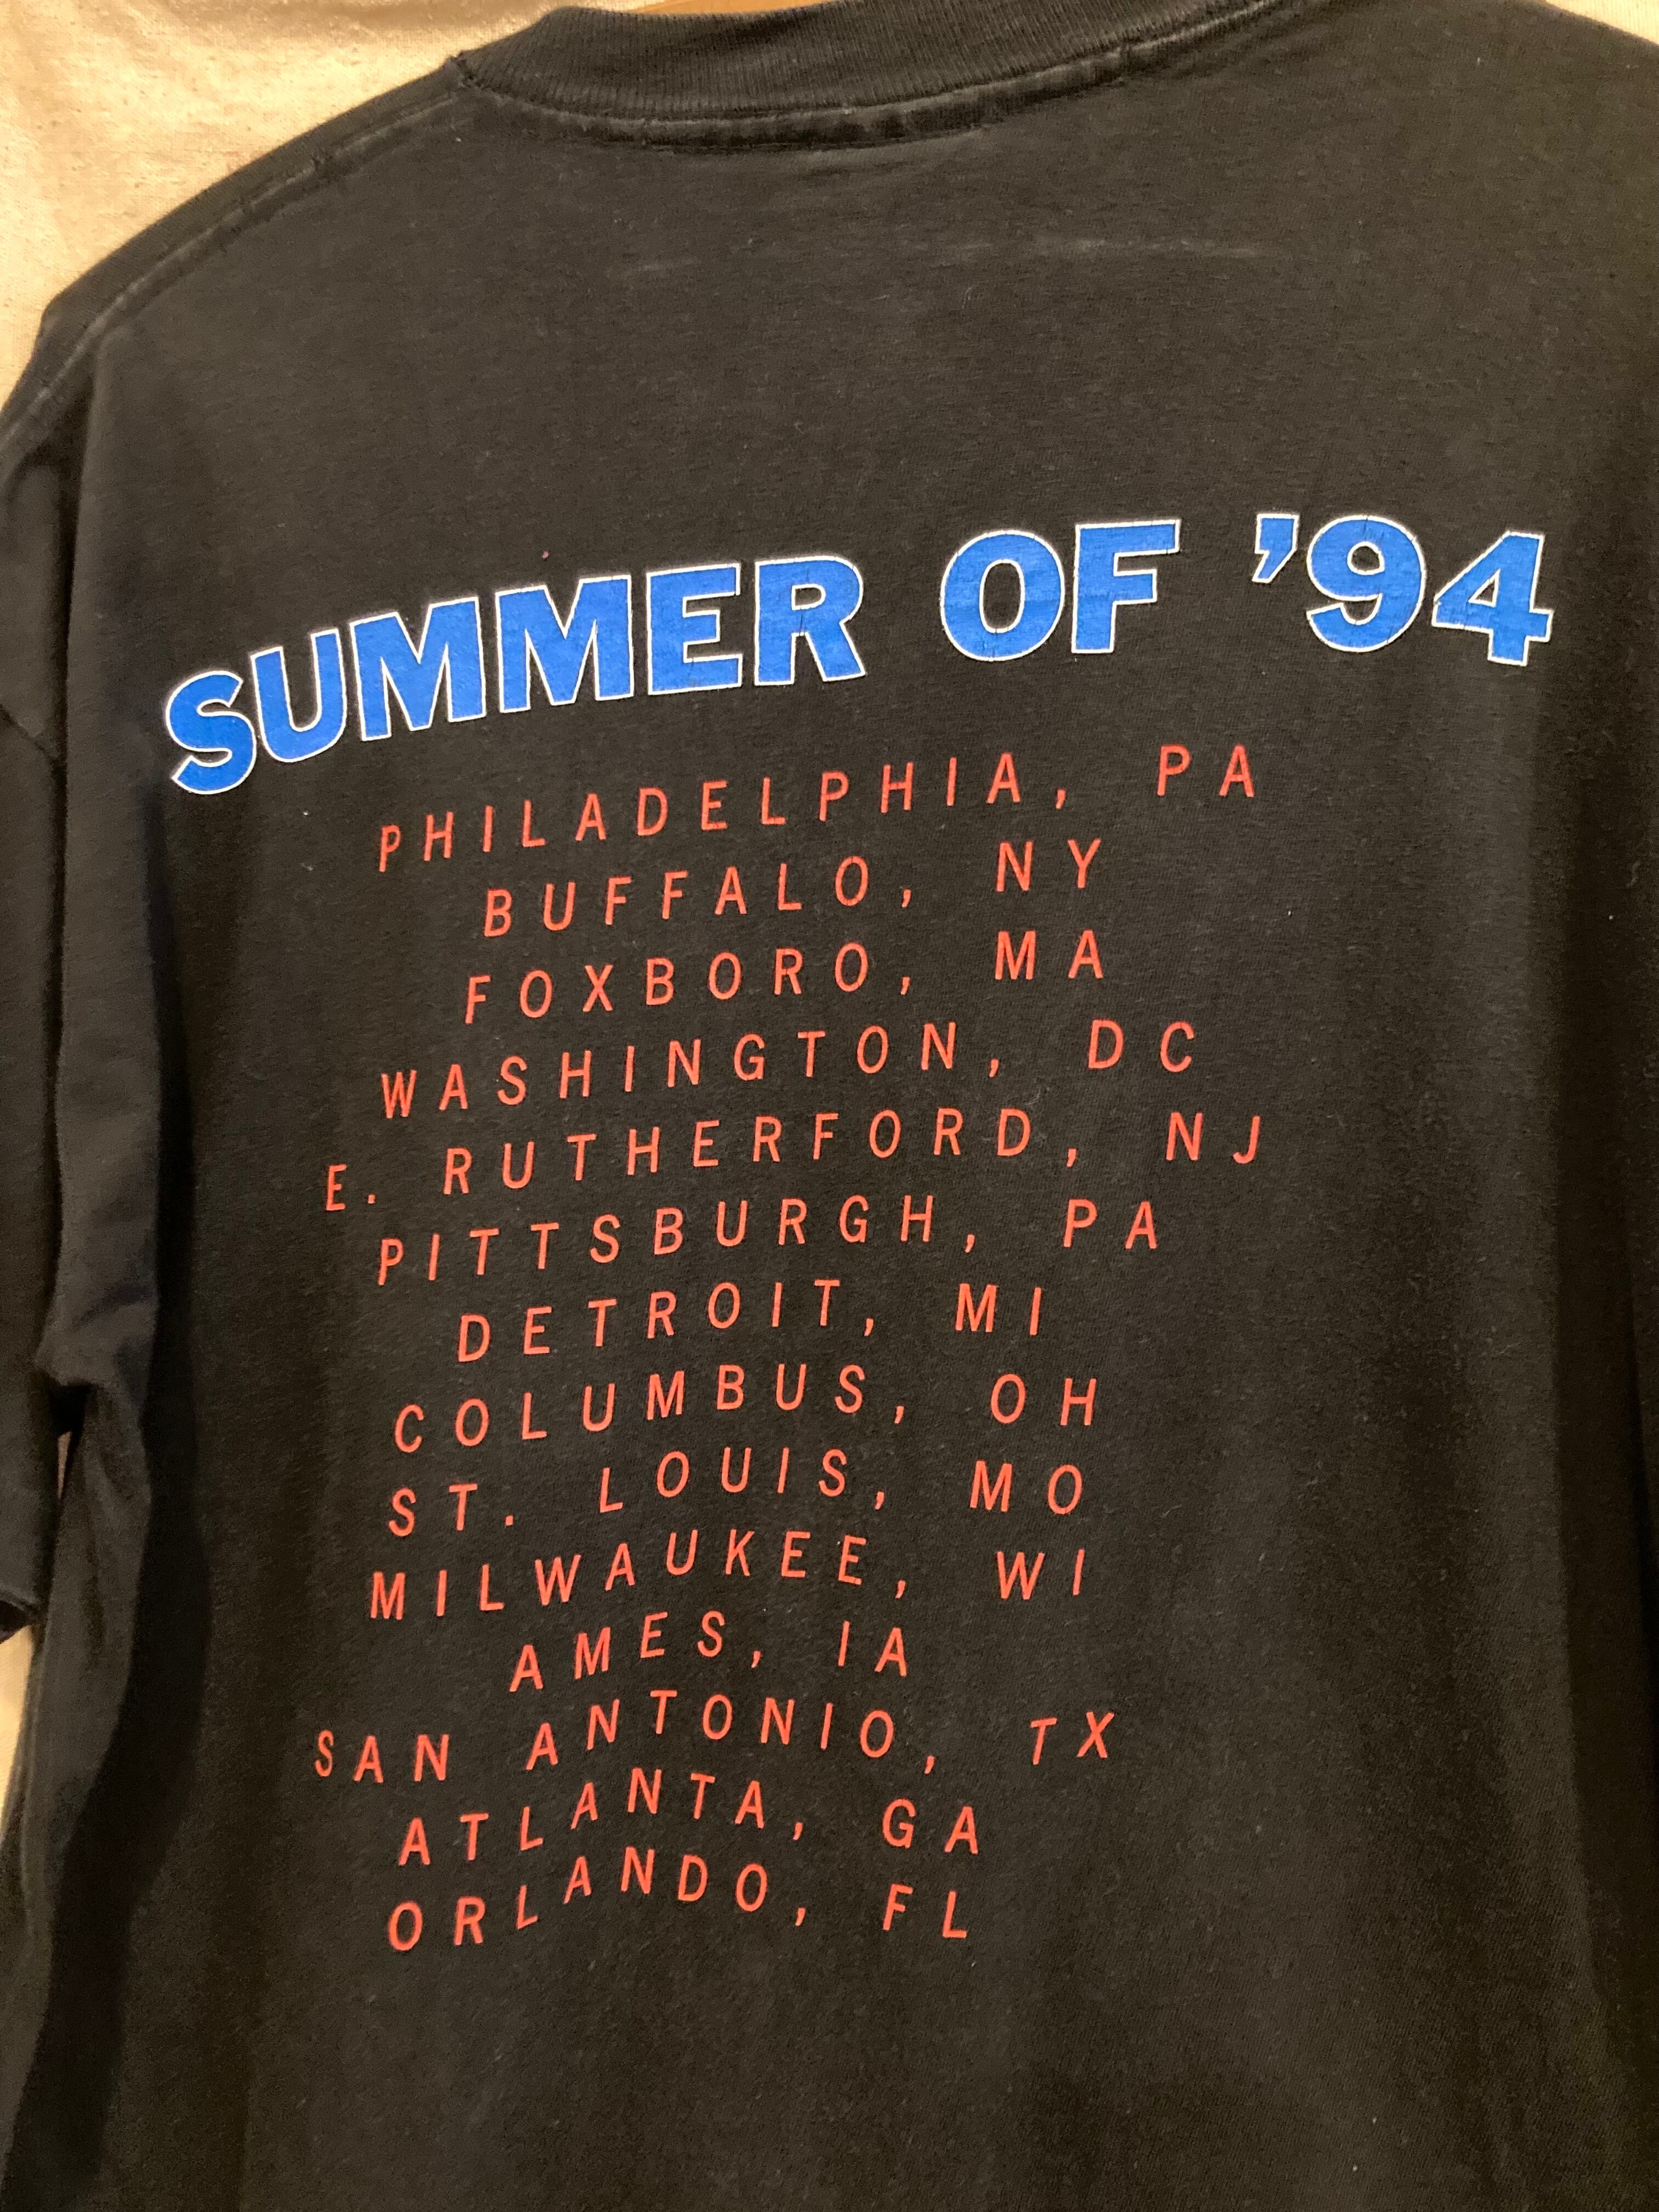 SUMMER OF '94
PHILADELPHIA, PA
BUFFALO, NY
FOXBORO, MA
WASHINGTON, DC
E. RUTHERFORD, NJ
PITTSBURGH, PA
DETROIT, MI
COLUMBUS, OH
ST. LOUIS, MO
MILWAUKEE, WI
AMES, IA
SAN ANTONIO, TX
ATLANTA, GA
ORLANDO, FL